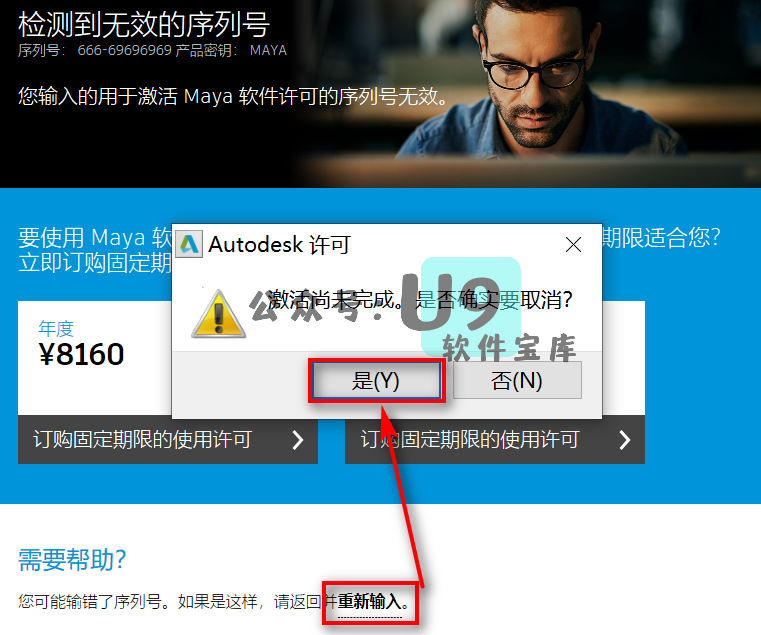 检测到无效的序列号
序列号： 666-69696969 产品密钥： MAYA
您输入的用于激活 Maya 软件许可的序列号无效。
要使用 Maya 软
期限适合您？
立即订购固定期
Autodesk 许可
激活尚未完成。是否确实要取消?
公众号:U9
软件宝库
是(Y)
否(N)
年度
¥8160
订购固定期限的使用许可
订购固定期限的使用许可
需要帮助？
您可能输错了序列号。如果是这样，请返回并重新输入。